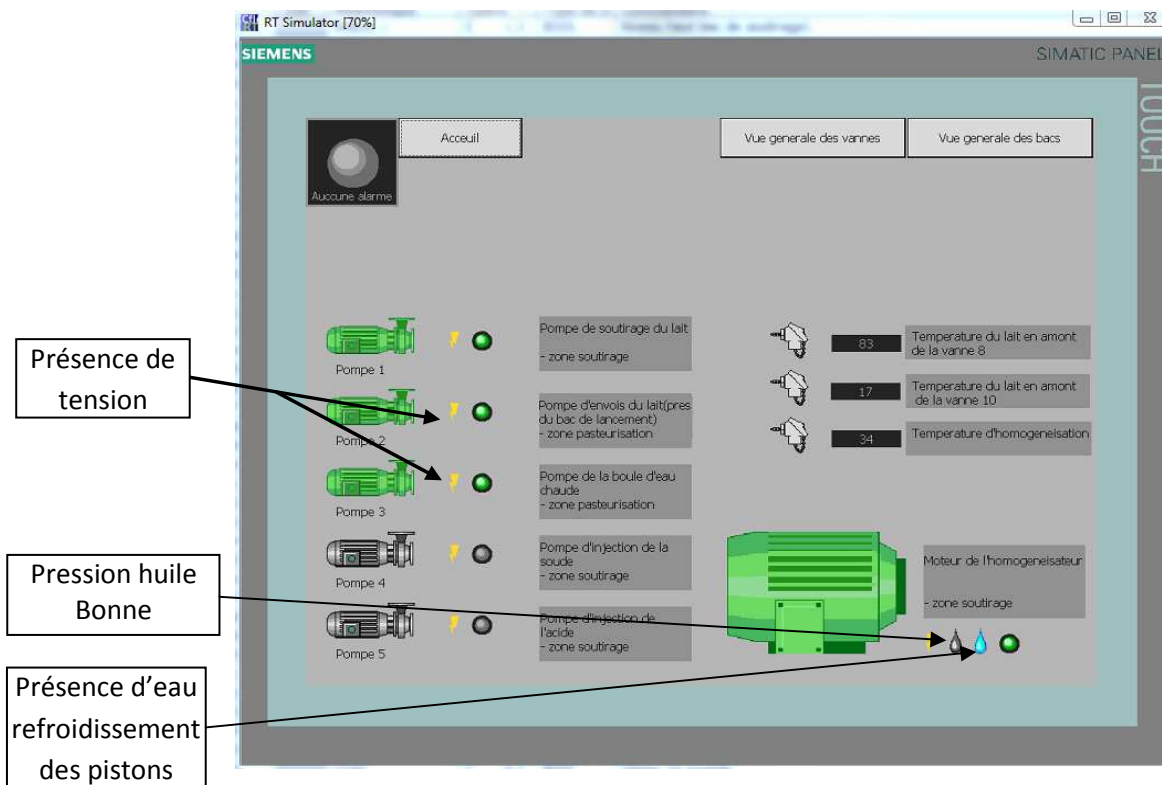 RT Simulator [70%]
SIEMENS
SIMATIC PANEL
TOUCH
Acceuil
Vue generale des vannes
Vue generale des bacs
Auccune alarme
Pompe 1
Pompe de soutirage du lait
- zone soutirage
Pompe 2
Pompe d'envois du lait(pres
du bac de lancement)
- zone pasteurisation
Pompe 3
Pompe de la boule d'eau
chaude
- zone pasteurisation
Pompe 4
Pompe d'injection de la
soude
- zone soutirage
Pompe 5
Pompe d'injection de
l'acide
- zone soutirage
83
Temperature du lait en amont
de la vanne 8
17
Temperature du lait en amont
de la vanne 10
34
Temperature d'homogeneisation
Moteur de l'homogeneisateur
- zone soutirage
Présence de
tension
Pression huile
Bonne
Présence d’eau
refroidissement
des pistons